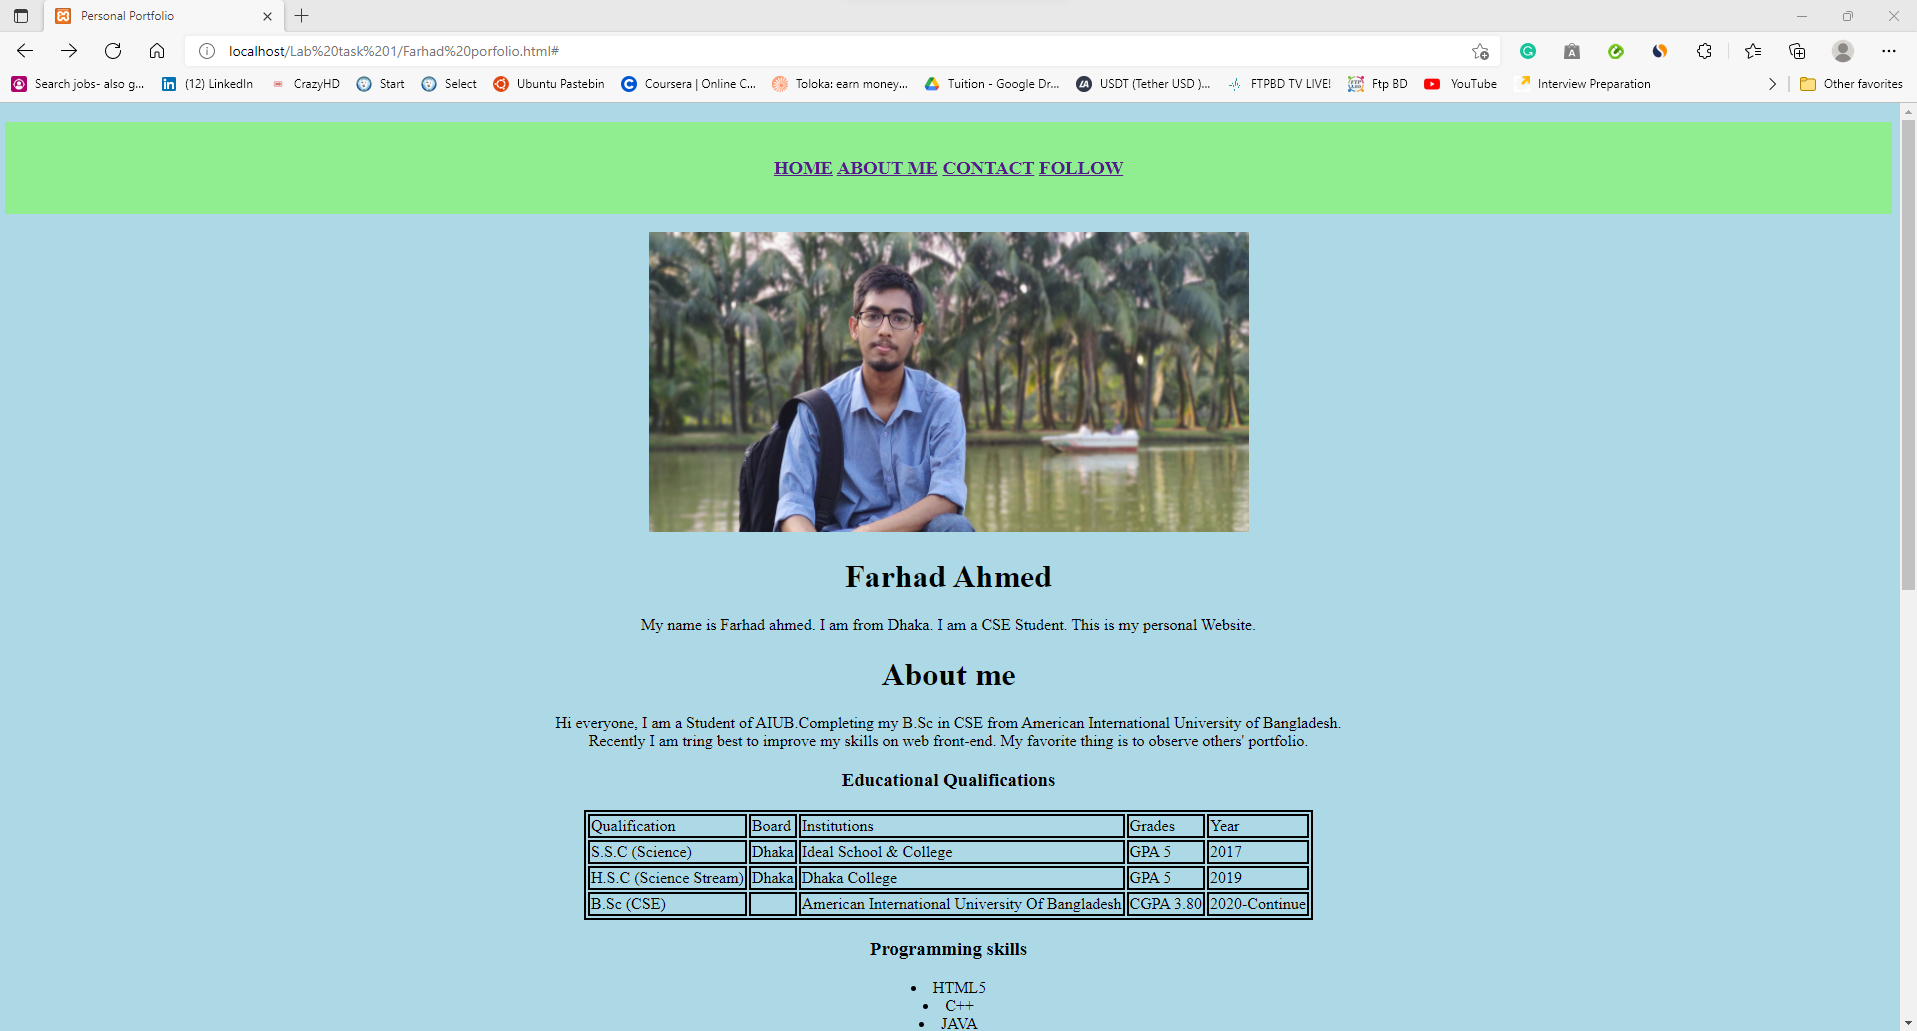 Personal Portfolio
localhost/Lab%20task%201/Farhad%20porfolio.html#
Search jobs- also g... (12) LinkedIn CrazyHD Start Select Ubuntu Pastebin Coursera | Online C... Toloka: earn money... Tuition - Google Dr... USDT (Tether USD )... FTPBD TV LIVE! Ftp BD YouTube Interview Preparation Other favorites
HOME ABOUT ME CONTACT FOLLOW
Farhad Ahmed
My name is Farhad ahmed. I am from Dhaka. I am a CSE Student. This is my personal Website.
About me
Hi everyone, I am a Student of AIUB.Completing my B.Sc in CSE from American International University of Bangladesh.
Recently I am tring best to improve my skills on web front-end. My favorite thing is to observe others' portfolio.
Educational Qualifications
Qualification Board Institutions Grades Year
S.S.C (Science) Dhaka Ideal School & College GPA 5 2017
H.S.C (Science Stream) Dhaka Dhaka College GPA 5 2019
B.Sc (CSE) American International University Of Bangladesh CGPA 3.80 2020-Continue
Programming skills
• HTML5
• C++
• JAVA